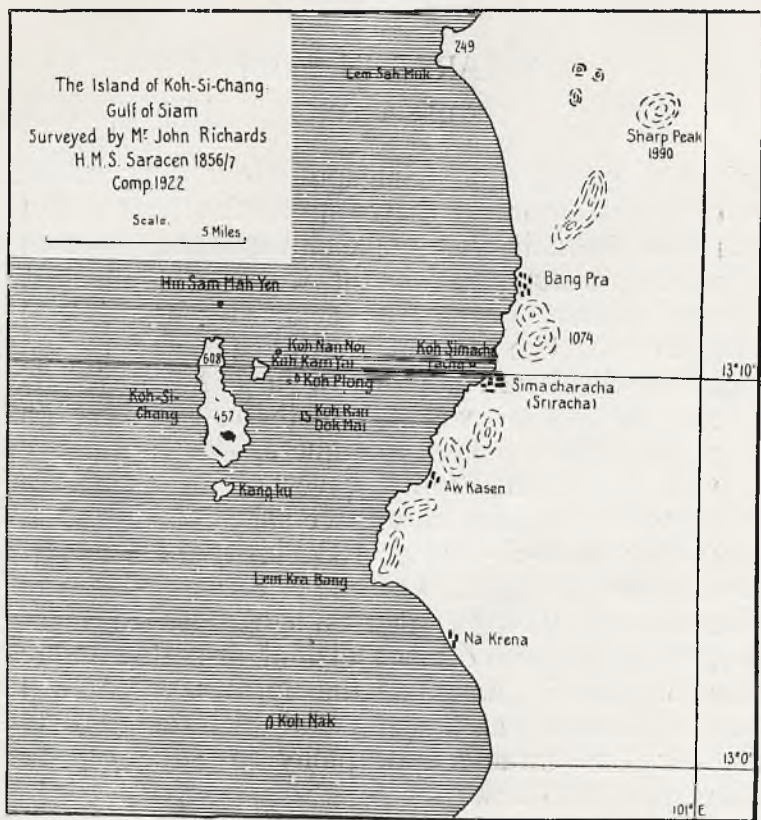 The Island of Koh-Si-Chang
Gulf of Siam
Surveyed by Mr John Richards
H.M.S. Saracen 1856/7
Comp. 1922
Scale.
5 Miles
249
Lem Sah Muk
Sharp Peak
1990
Hin Sam Mah Yen
Bang Pra
1074
Koh Nan Noi
Koh Kam Yai
Koh Simacha
608
Koh Plong
13°10'
Simacharacha
(Sriracha)
Koh-Si-
Chang
457
Koh
Dok Mai
Kang Ku
Aw Kasen
Lem Kra Bang
Na Krena
Koh Nak
13°0'
101° E